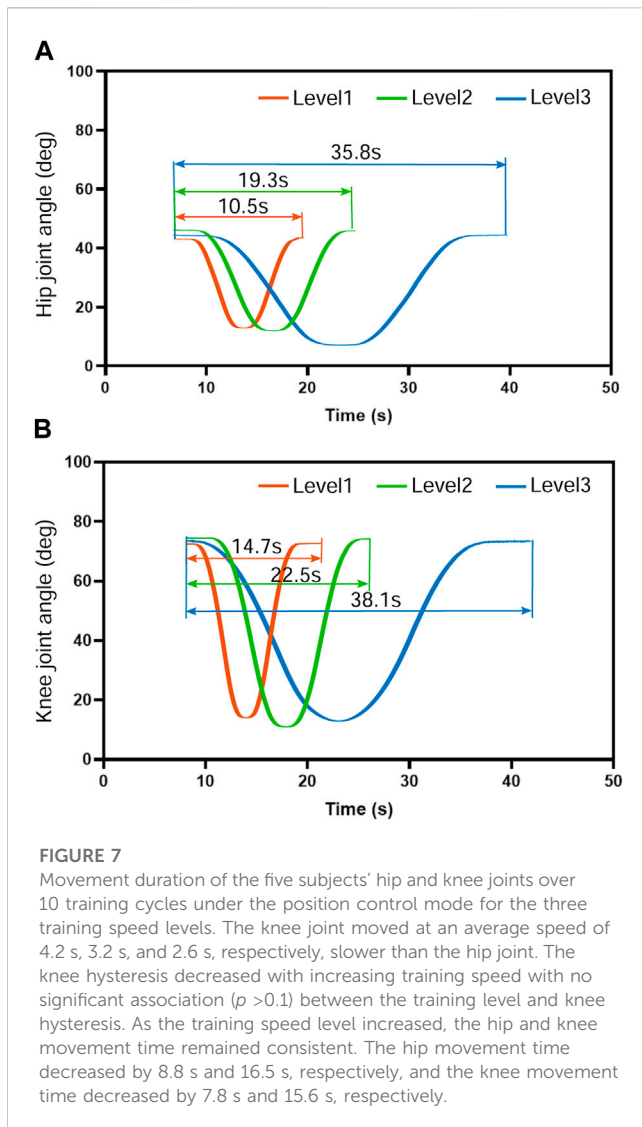 A
100
80
60
40
20
0
Hip joint angle (deg)
Level1 Level2 Level3
35.8s
19.3s
10.5s
0 10 20 30 40 50
Time (s)
B
100
80
60
40
20
0
Knee joint angle (deg)
Level1 Level2 Level3
14.7s
22.5s
38.1s
0 10 20 30 40 50
Time (s)
FIGURE 7
Movement duration of the five subjects' hip and knee joints over
10 training cycles under the position control mode for the three
training speed levels. The knee joint moved at an average speed of
4.2 s, 3.2 s, and 2.6 s, respectively, slower than the hip joint. The
knee hysteresis decreased with increasing training speed with no
significant association (p >0.1) between the training level and knee
hysteresis. As the training speed level increased, the hip and knee
movement time remained consistent. The hip movement time
decreased by 8.8 s and 16.5 s, respectively, and the knee movement
time decreased by 7.8 s and 15.6 s, respectively.